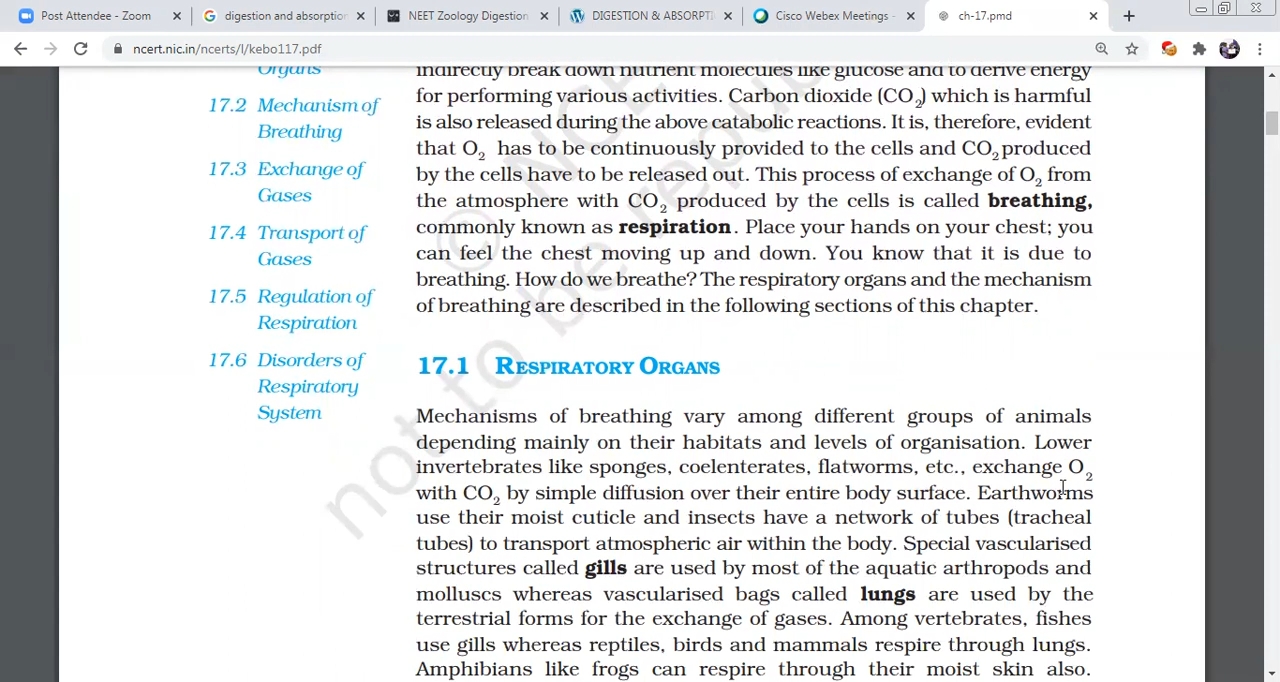 Post Attendee - Zoom
digestion and absorption
NEET Zoology Digestion
DIGESTION & ABSORPT
Cisco Webex Meetings -
ch-17.pmd
ncert.nic.in/ncerts/l/kebo117.pdf
Organs
17.2 Mechanism of
Breathing
17.3 Exchange of
Gases
17.4 Transport of
Gases
17.5 Regulation of
Respiration
17.6 Disorders of
Respiratory
System
indirectly break down nutrient molecules like glucose and to derive energy
for performing various activities. Carbon dioxide (CO2) which is harmful
is also released during the above catabolic reactions. It is, therefore, evident
that O2 has to be continuously provided to the cells and CO2 produced
by the cells have to be released out. This process of exchange of O2 from
the atmosphere with CO2 produced by the cells is called breathing,
commonly known as respiration. Place your hands on your chest; you
can feel the chest moving up and down. You know that it is due to
breathing. How do we breathe? The respiratory organs and the mechanism
of breathing are described in the following sections of this chapter.
17.1 RESPIRATORY ORGANS
Mechanisms of breathing vary among different groups of animals
depending mainly on their habitats and levels of organisation. Lower
invertebrates like sponges, coelenterates, flatworms, etc., exchange O2
with CO2 by simple diffusion over their entire body surface. Earthworms
use their moist cuticle and insects have a network of tubes (tracheal
tubes) to transport atmospheric air within the body. Special vascularised
structures called gills are used by most of the aquatic arthropods and
molluscs whereas vascularised bags called lungs are used by the
terrestrial forms for the exchange of gases. Among vertebrates, fishes
use gills whereas reptiles, birds and mammals respire through lungs.
Amphibians like frogs can respire through their moist skin also.
not to be republ